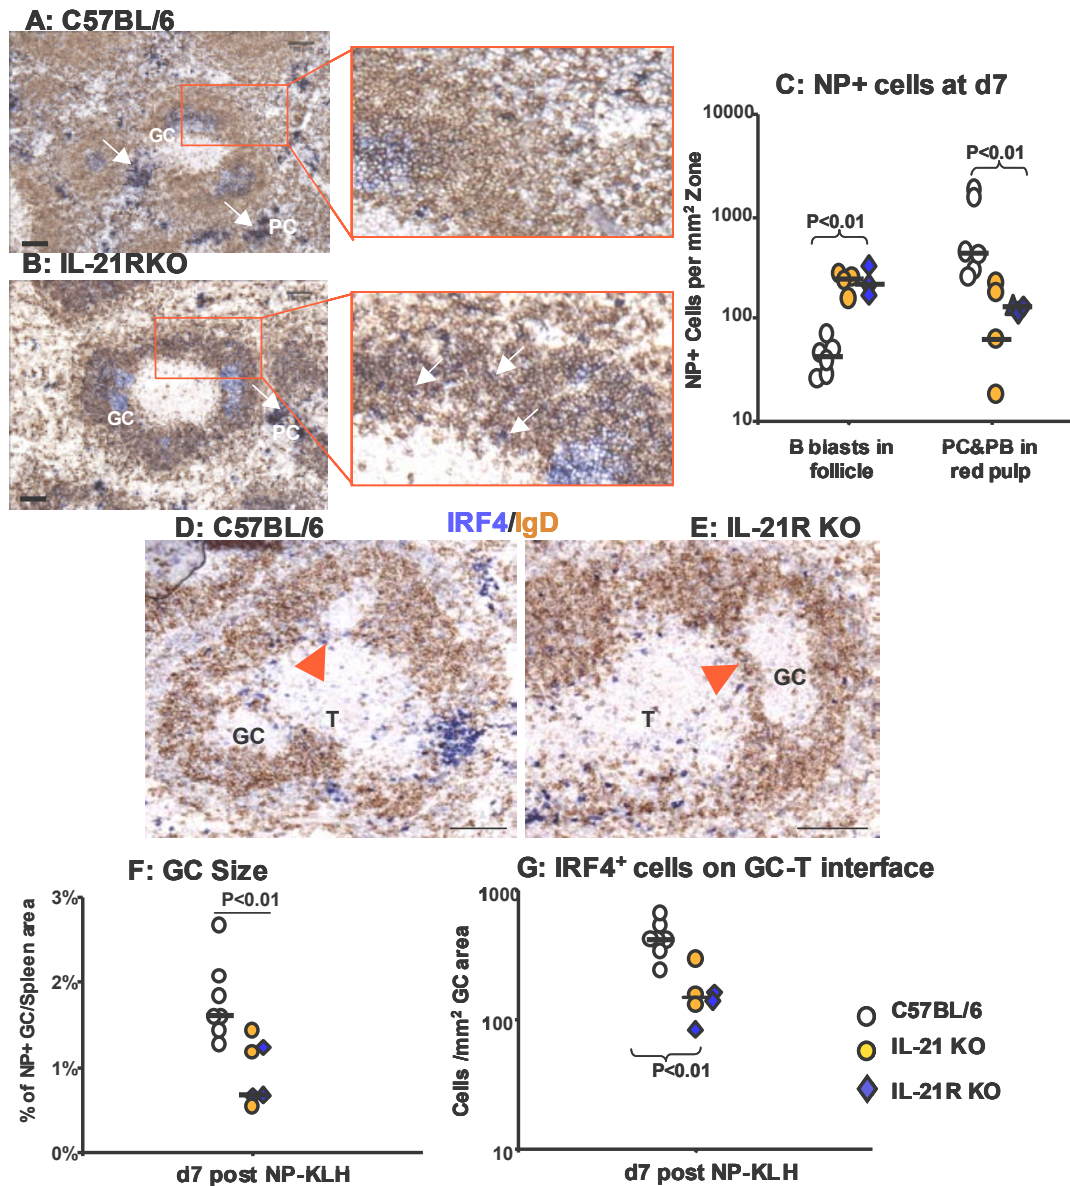 A: C57BL/6
GC
PC
B: IL-21RKO
GC
PC
C: NP+ cells at d7
NP+ Cells per mm² Zone
10000
1000
100
10
P<0.01
P<0.01
B blasts in
follicle
PC&PB in
red pulp
IRF4/IgD
D: C57BL/6
GC
T
E: IL-21R KO
T
GC
F: GC Size
% of NP+ GC/Spleen area
3%
2%
1%
0%
P<0.01
d7 post NP-KLH
G: IRF4⁺ cells on GC-T interface
Cells /mm² GC area
1000
100
10
P<0.01
d7 post NP-KLH
C57BL/6
IL-21 KO
IL-21R KO